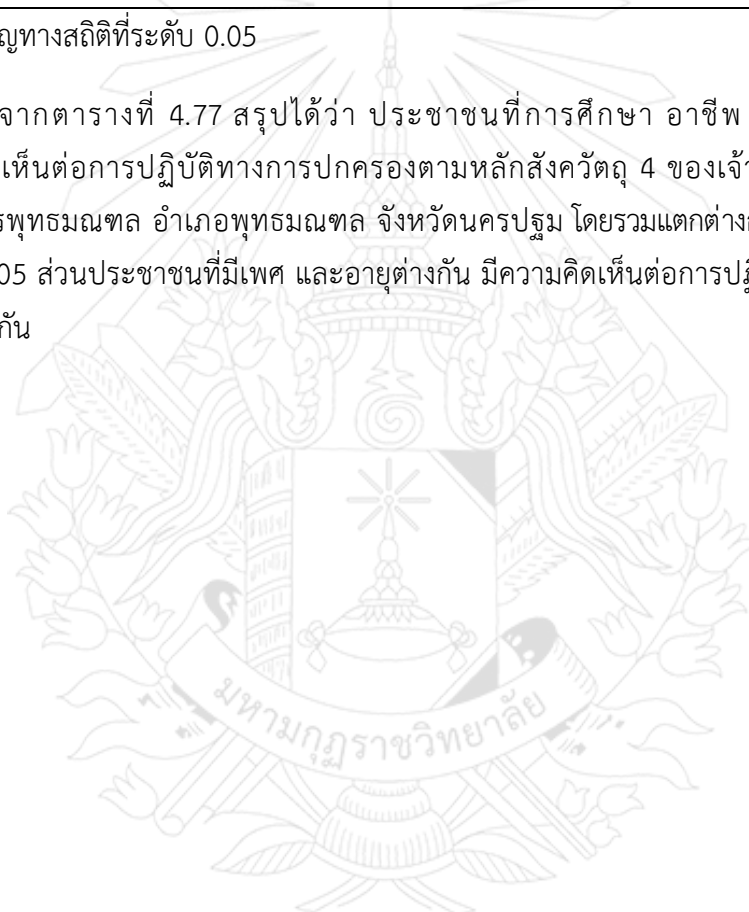 ญทางสถิติที่ระดับ 0.05
จากตารางที่ 4.77 สรุปได้ว่า ประชาชนที่การศึกษา อาชีพ
เห็นต่อการปฏิบัติทางการปกครองตามหลักสังควัตถุ 4 ของเจ้า
รพุทธมณฑล อำเภอพุทธมณฑล จังหวัดนครปฐม โดยรวมแตกต่างก
05 ส่วนประชาชนที่มีเพศ และอายุต่างกัน มีความคิดเห็นต่อการปฏิ
กัน
มหามกุฏราชวิทยาลัย